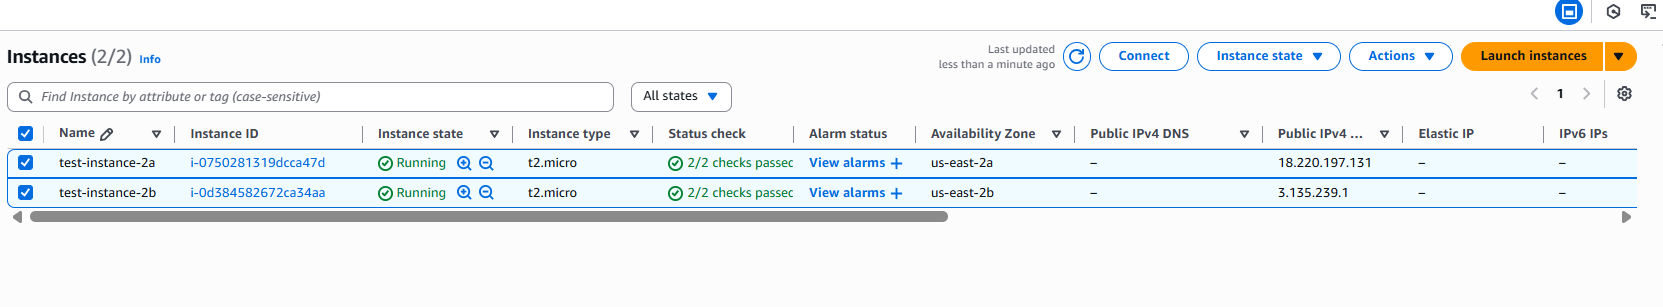 Instances (2/2) Info
Last updated
less than a minute ago
Connect Instance state Actions Launch instances
Find Instance by attribute or tag (case-sensitive) All states 1
Name Instance ID Instance state Instance type Status check Alarm status Availability Zone Public IPv4 DNS Public IPv4 ... Elastic IP IPv6 IPs
test-instance-2a i-0750281319dcca47d Running t2.micro 2/2 checks passec View alarms + us-east-2a – 18.220.197.131 – –
test-instance-2b i-0d384582672ca34aa Running t2.micro 2/2 checks passec View alarms + us-east-2b – 3.135.239.1 – –